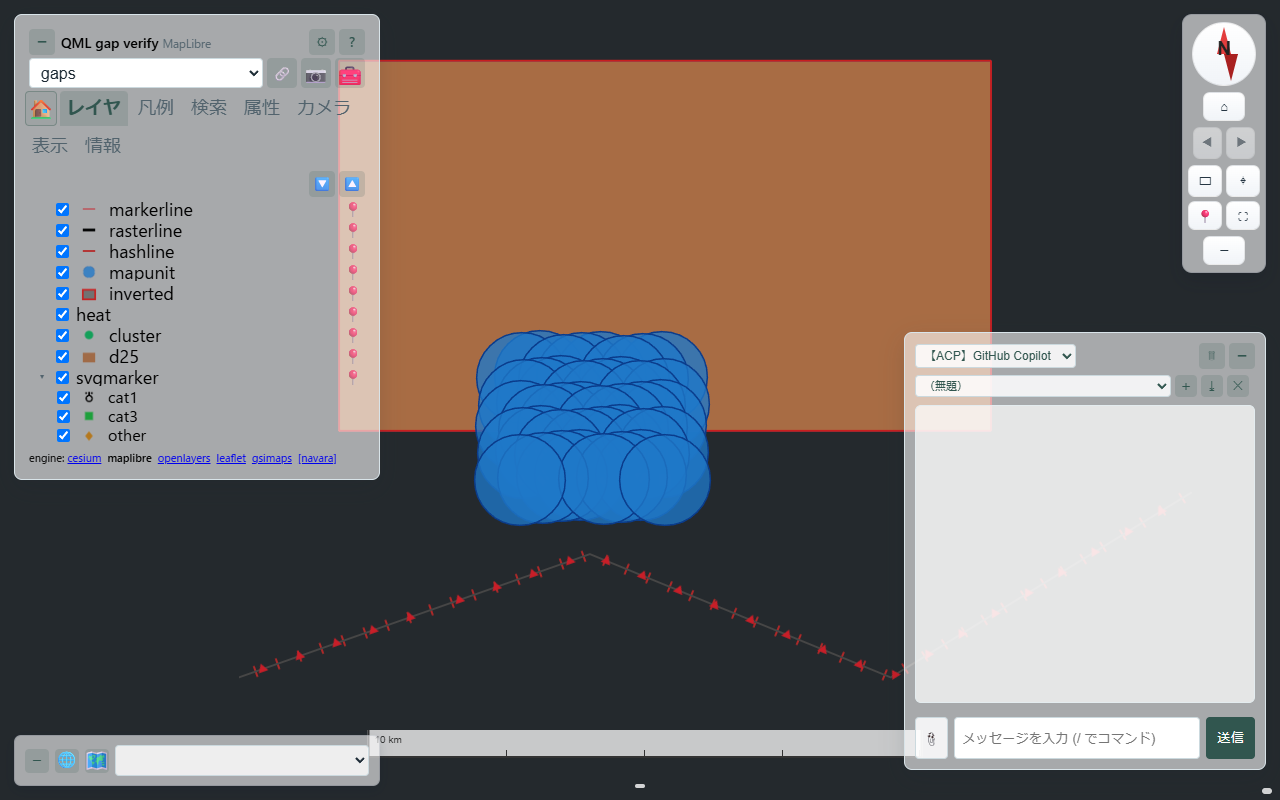 QML gap verify MapLibre
?
gaps
レイヤ 凡例 検索 属性 カメラ
表示 情報
markerline
rasterline
hashline
mapunit
inverted
heat
cluster
d25
svgmarker
cat1
cat3
other
engine: cesium maplibre openlayers leaflet gsimaps [navara]
N
【ACP】GitHub Copilot
（無題）
メッセージを入力 (/ でコマンド)
送信
10 km